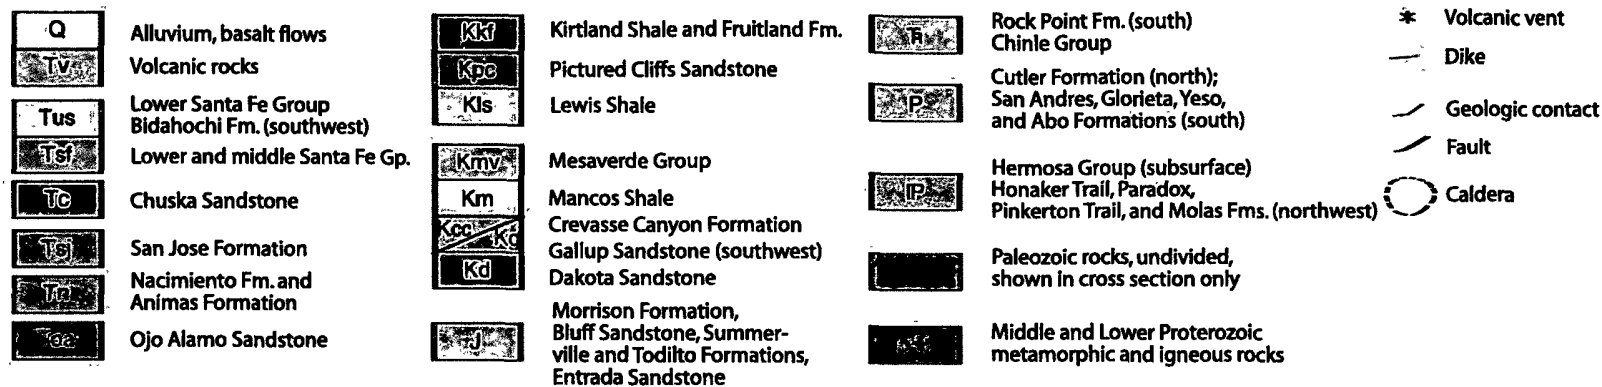 Q
Alluvium, basalt flows
Tv
Volcanic rocks
Tus
Lower Santa Fe Group
Bidahochi Fm. (southwest)
Tsf
Lower and middle Santa Fe Gp.
Tc
Chuska Sandstone
Tsj
San Jose Formation
Tn
Nacimiento Fm. and
Animas Formation
Toa
Ojo Alamo Sandstone
Kkf
Kirtland Shale and Fruitland Fm.
Kpc
Pictured Cliffs Sandstone
Kls
Lewis Shale
Kmv
Mesaverde Group
Km
Mancos Shale
Kcc
Crevasse Canyon Formation
Gallup Sandstone (southwest)
Kd
Dakota Sandstone
J
Morrison Formation,
Bluff Sandstone, Summer-
ville and Todilto Formations,
Entrada Sandstone
Rock Point Fm. (south)
Chinle Group
P
Cutler Formation (north);
San Andres, Glorieta, Yeso,
and Abo Formations (south)
IP
Hermosa Group (subsurface)
Honaker Trail, Paradox,
Pinkerton Trail, and Molas Fms. (northwest)
Paleozoic rocks, undivided,
shown in cross section only
Middle and Lower Proterozoic
metamorphic and igneous rocks
Volcanic vent
Dike
Geologic contact
Fault
Caldera